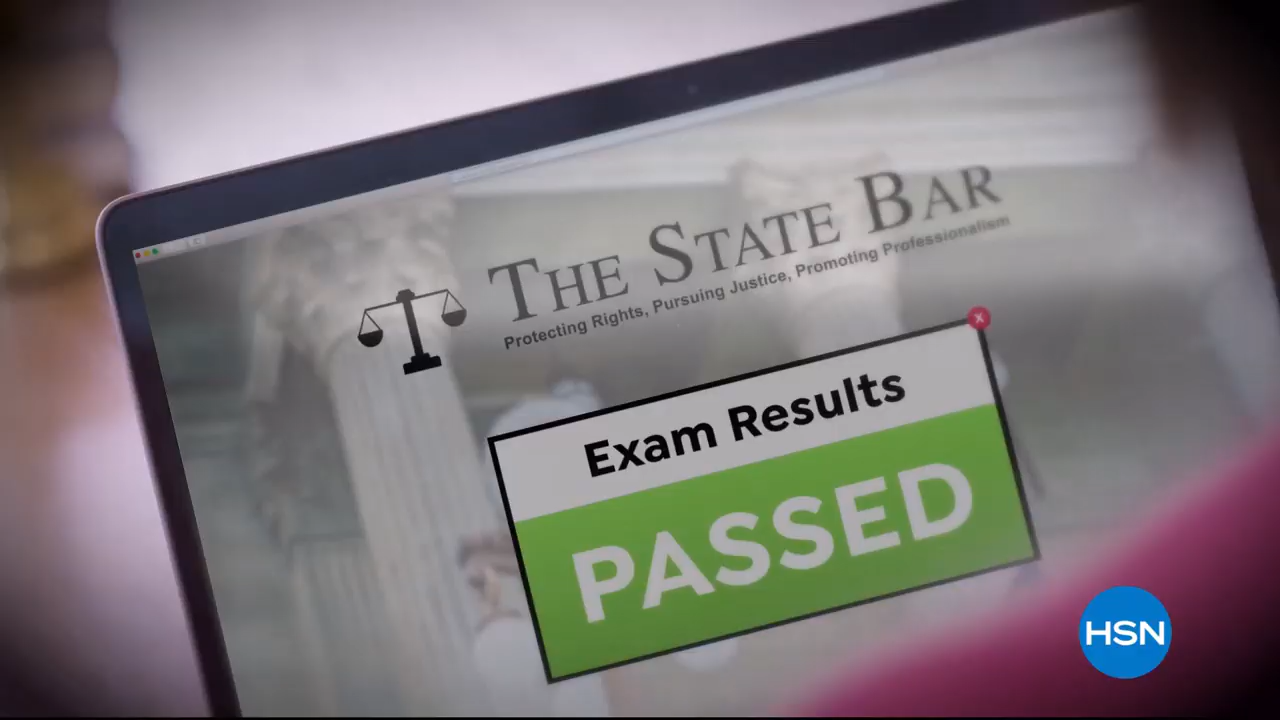 THE STATE BAR
Protecting Rights, Pursuing Justice, Promoting Professionalism
x
Exam Results
PASSED
HSN